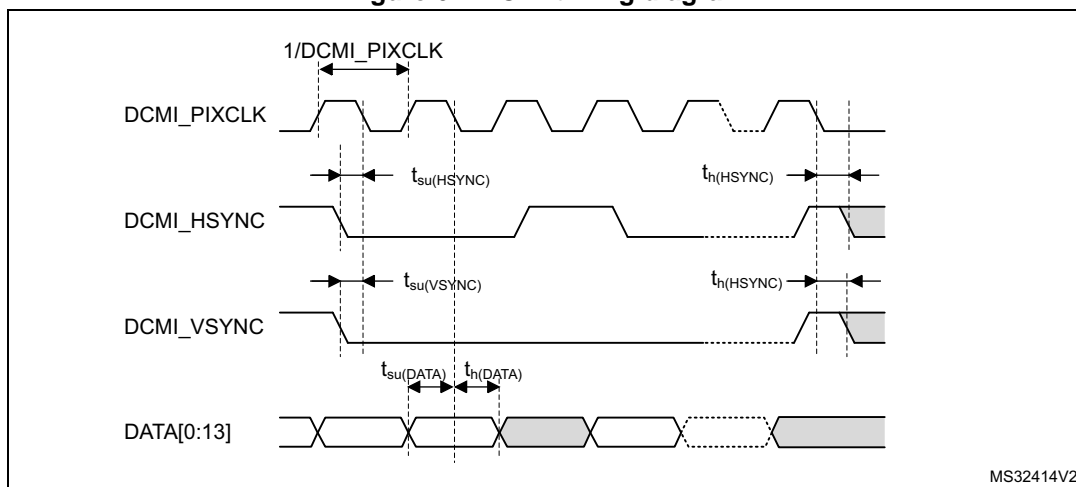 1/DCMI_PIXCLK
DCMI_PIXCLK
tsu(HSYNC)
th(HSYNC)
DCMI_HSYNC
tsu(VSYNC)
th(HSYNC)
DCMI_VSYNC
tsu(DATA) th(DATA)
DATA[0:13]
MS32414V2